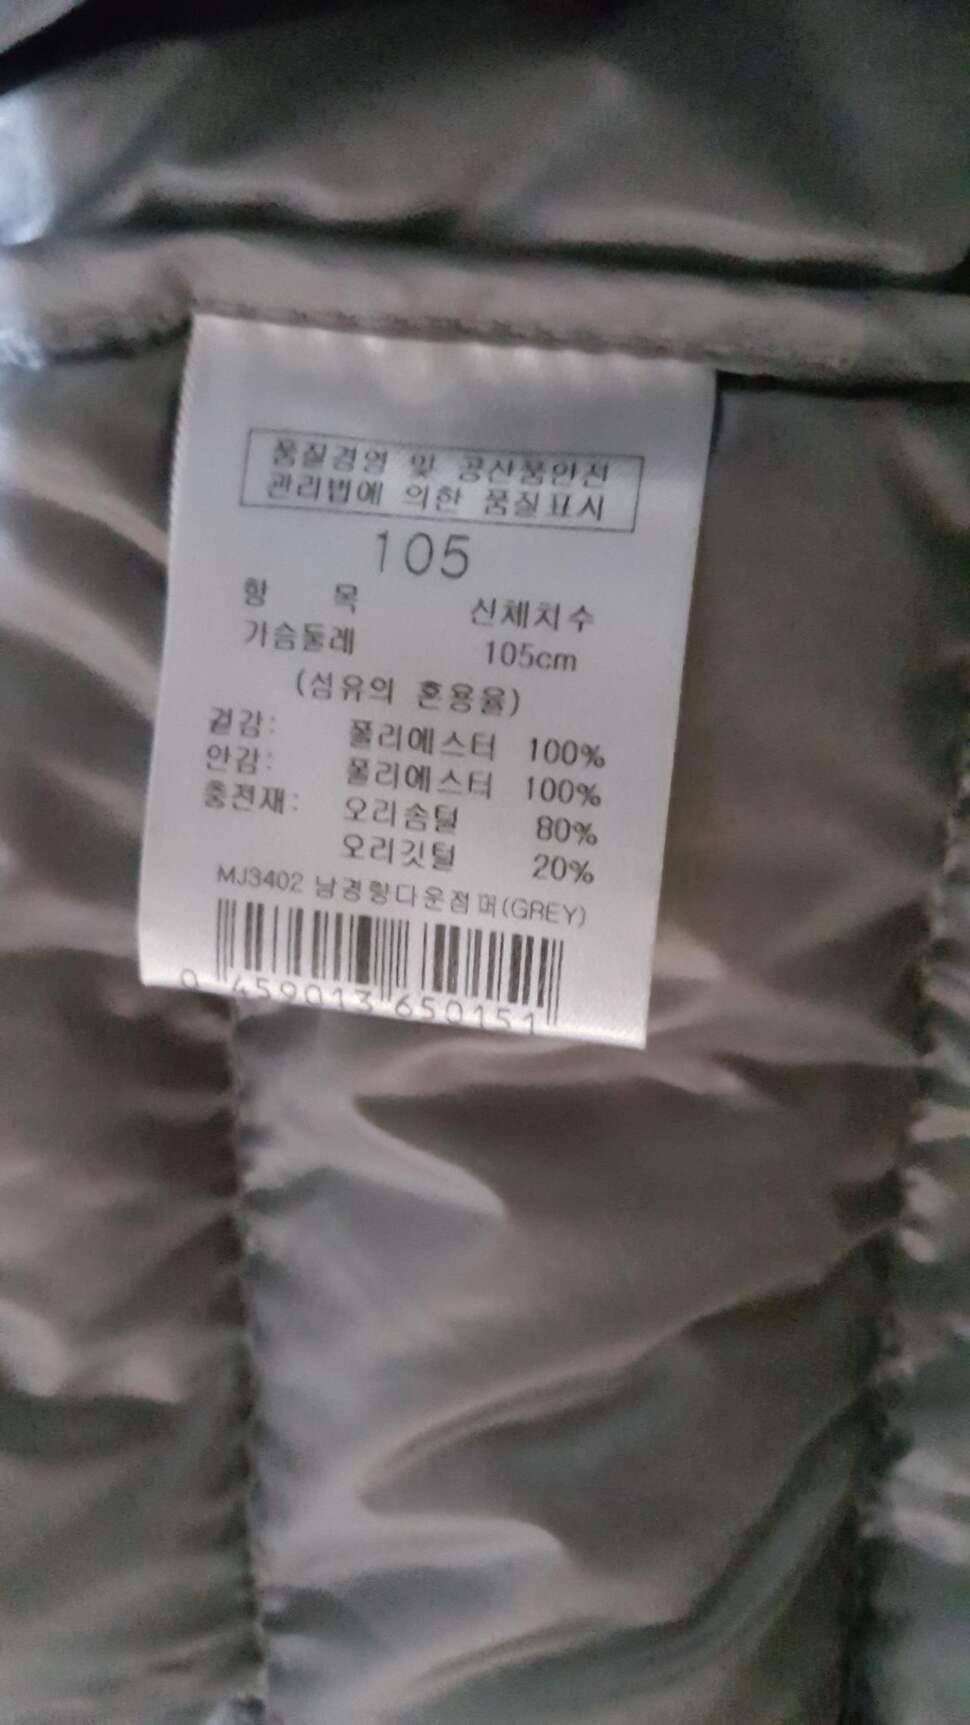 품질경영 및 공산품안전
관리법에 의한 품질표시
105
항 목 신체치수
가슴둘레 105cm
(섬유의 혼용율)
겉감: 폴리에스터 100%
안감: 폴리에스터 100%
충전재: 오리솜털 80%
오리깃털 20%
MJ3402 남경량다운점퍼(GREY)
0 459013 650151